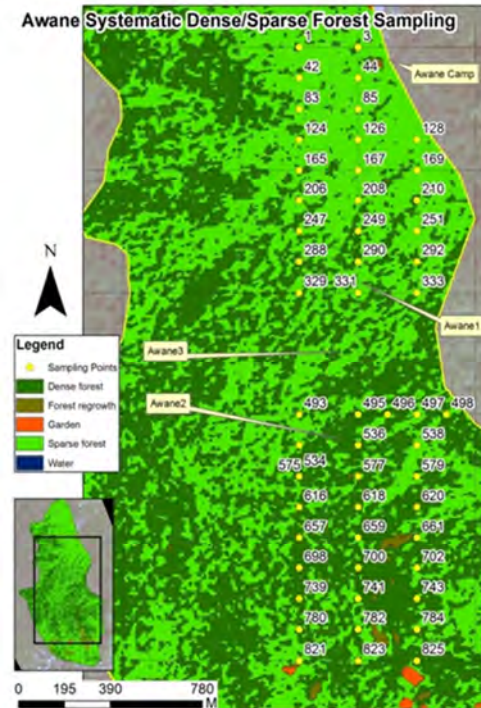 Awane Systematic Dense/Sparse Forest Sampling
1 3
42 44 Awane Camp
83 85
124 126 128
165 167 169
206 208 210
247 249 251
288 290 292
N
329 331 333
Awane1
Legend
Sampling Points
Dense forest
Forest regrowth
Garden
Sparse forest
Water
Awane3
Awane2
493 495 496 497 498
536 538
575 534 577 579
616 618 620
657 659 661
698 700 702
739 741 743
780 782 784
821 823 825
0 195 390 780
M